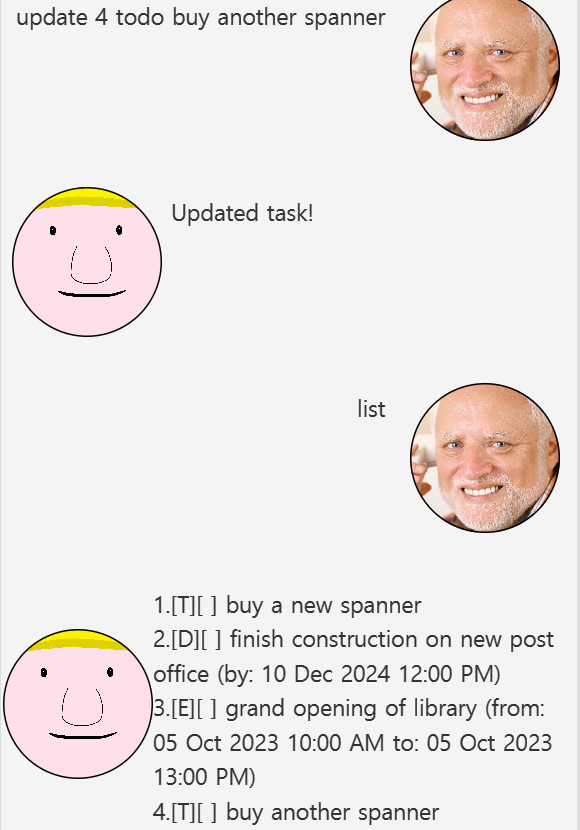 update 4 todo buy another spanner
Updated task!
list
1.[T][ ] buy a new spanner
2.[D][ ] finish construction on new post
office (by: 10 Dec 2024 12:00 PM)
3.[E][ ] grand opening of library (from:
05 Oct 2023 10:00 AM to: 05 Oct 2023
13:00 PM)
4.[T][ ] buy another spanner